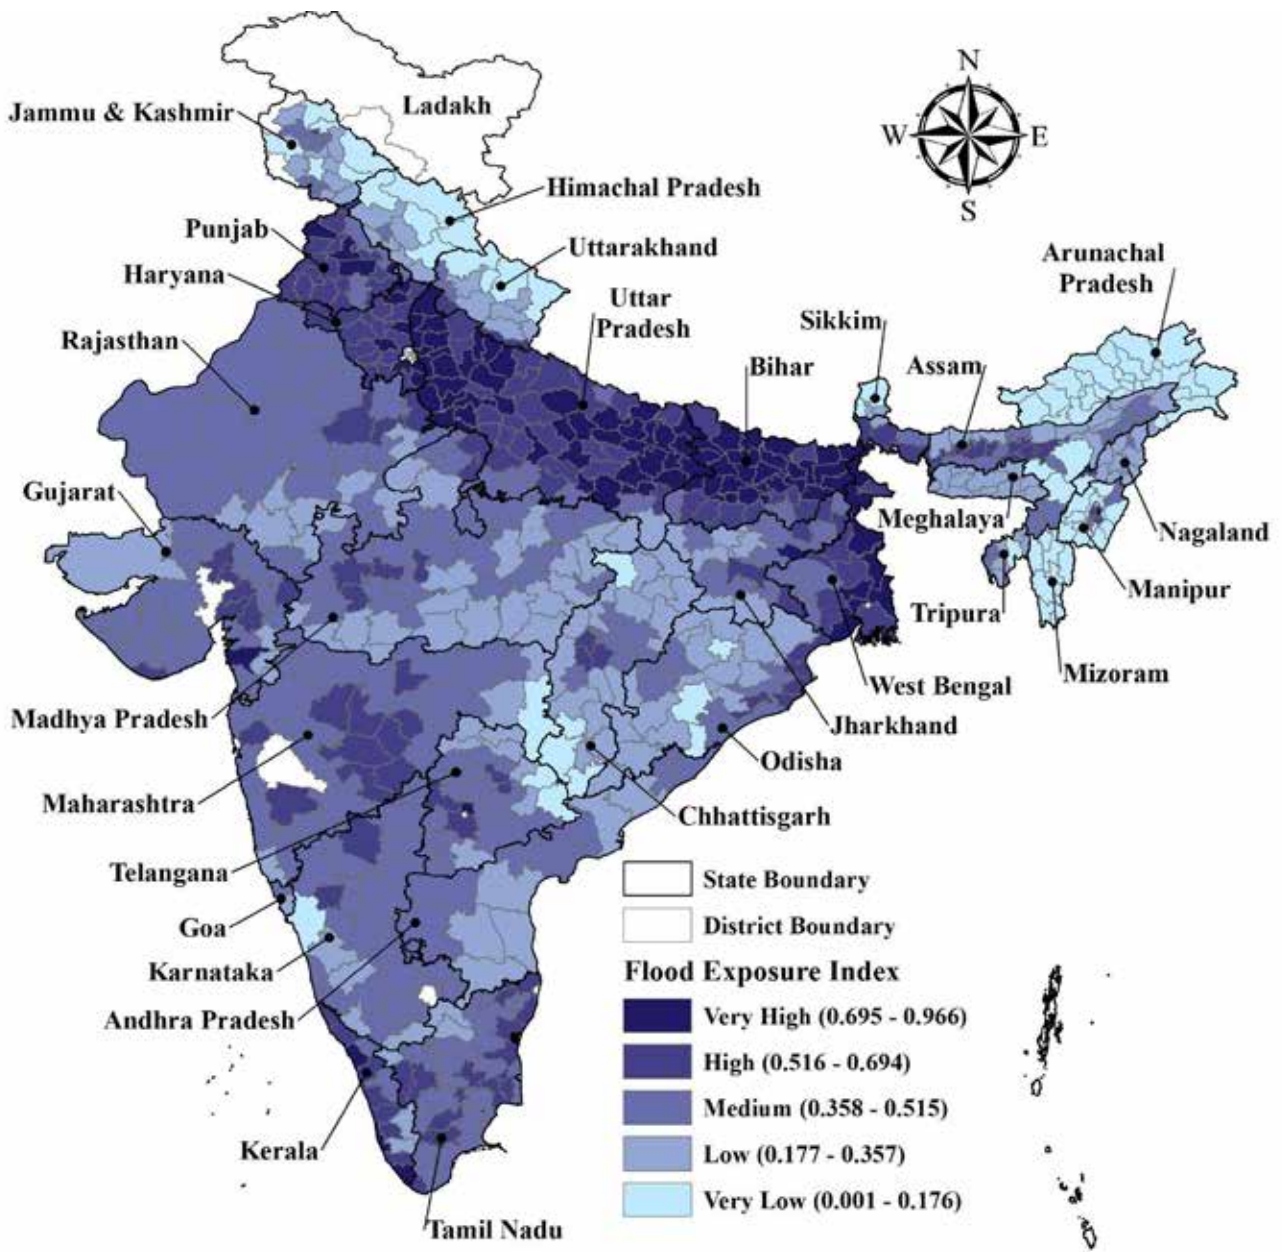 N
W
E
S
Ladakh
Jammu & Kashmir
Himachal Pradesh
Punjab
Uttarakhand
Haryana
Arunachal
Pradesh
Uttar
Pradesh
Sikkim
Rajasthan
Bihar
Assam
Gujarat
Meghalaya
Nagaland
Manipur
Tripura
Mizoram
West Bengal
Madhya Pradesh
Jharkhand
Odisha
Maharashtra
Chhattisgarh
Telangana
Goa
Karnataka
Andhra Pradesh
Kerala
Tamil Nadu
State Boundary
District Boundary
Flood Exposure Index
Very High (0.695 - 0.966)
High (0.516 - 0.694)
Medium (0.358 - 0.515)
Low (0.177 - 0.357)
Very Low (0.001 - 0.176)